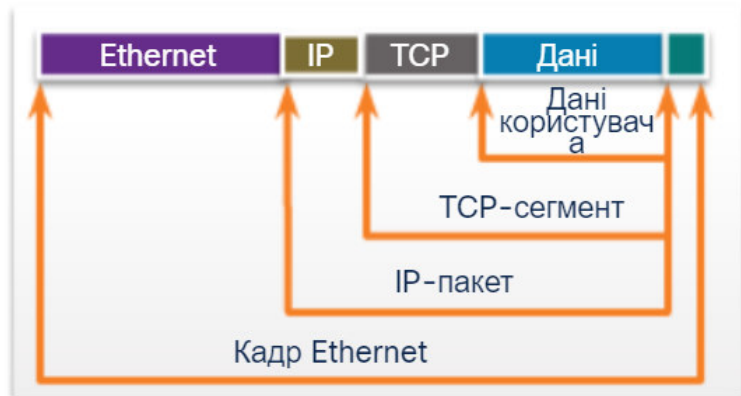 Ethernet IP TCP Дані
Дані
користувач
а
TCP-сегмент
IP-пакет
Кадр Ethernet